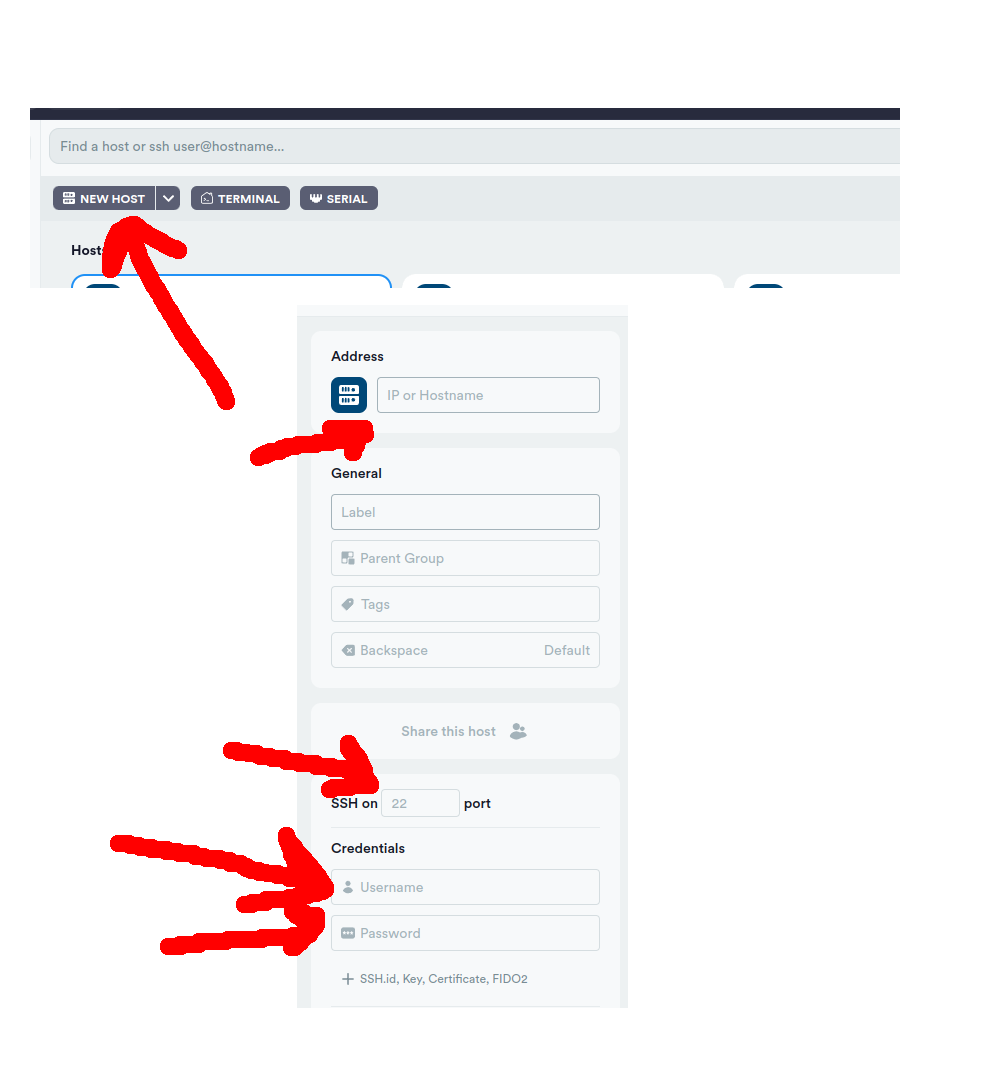 Find a host or ssh user@hostname...
NEW HOST TERMINAL SERIAL
Hosts
Address
IP or Hostname
General
Label
Parent Group
Tags
Backspace Default
Share this host
SSH on 22 port
Credentials
Username
Password
+ SSH.id, Key, Certificate, FIDO2